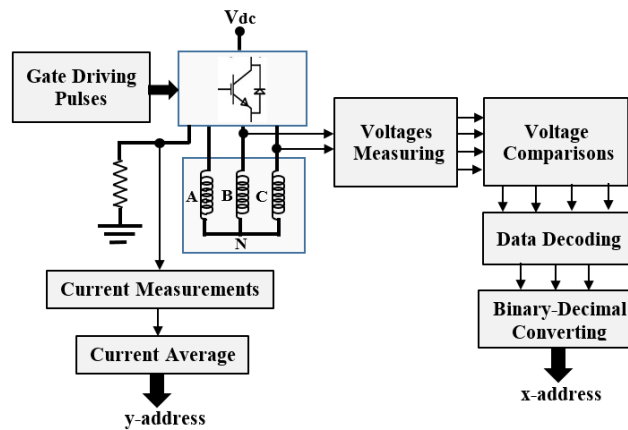 Vdc
Gate Driving
Pulses
Voltages
Measuring
Voltage
Comparisons
A
B
C
N
Data Decoding
Current Measurements
Binary-Decimal
Converting
Current Average
x-address
y-address